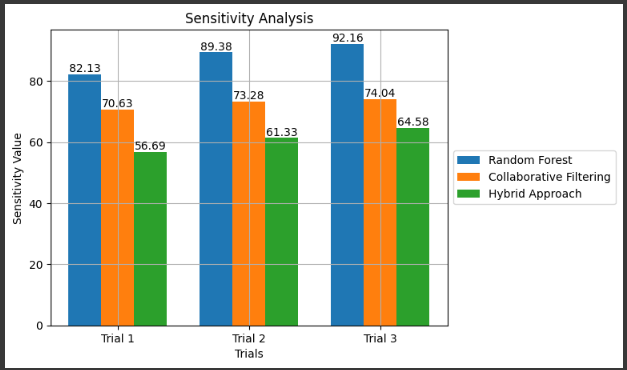 Sensitivity Analysis
Sensitivity Value
80
60
40
20
0
82.13
70.63
56.69
89.38
73.28
61.33
92.16
74.04
64.58
Trial 1
Trial 2
Trial 3
Trials
Random Forest
Collaborative Filtering
Hybrid Approach